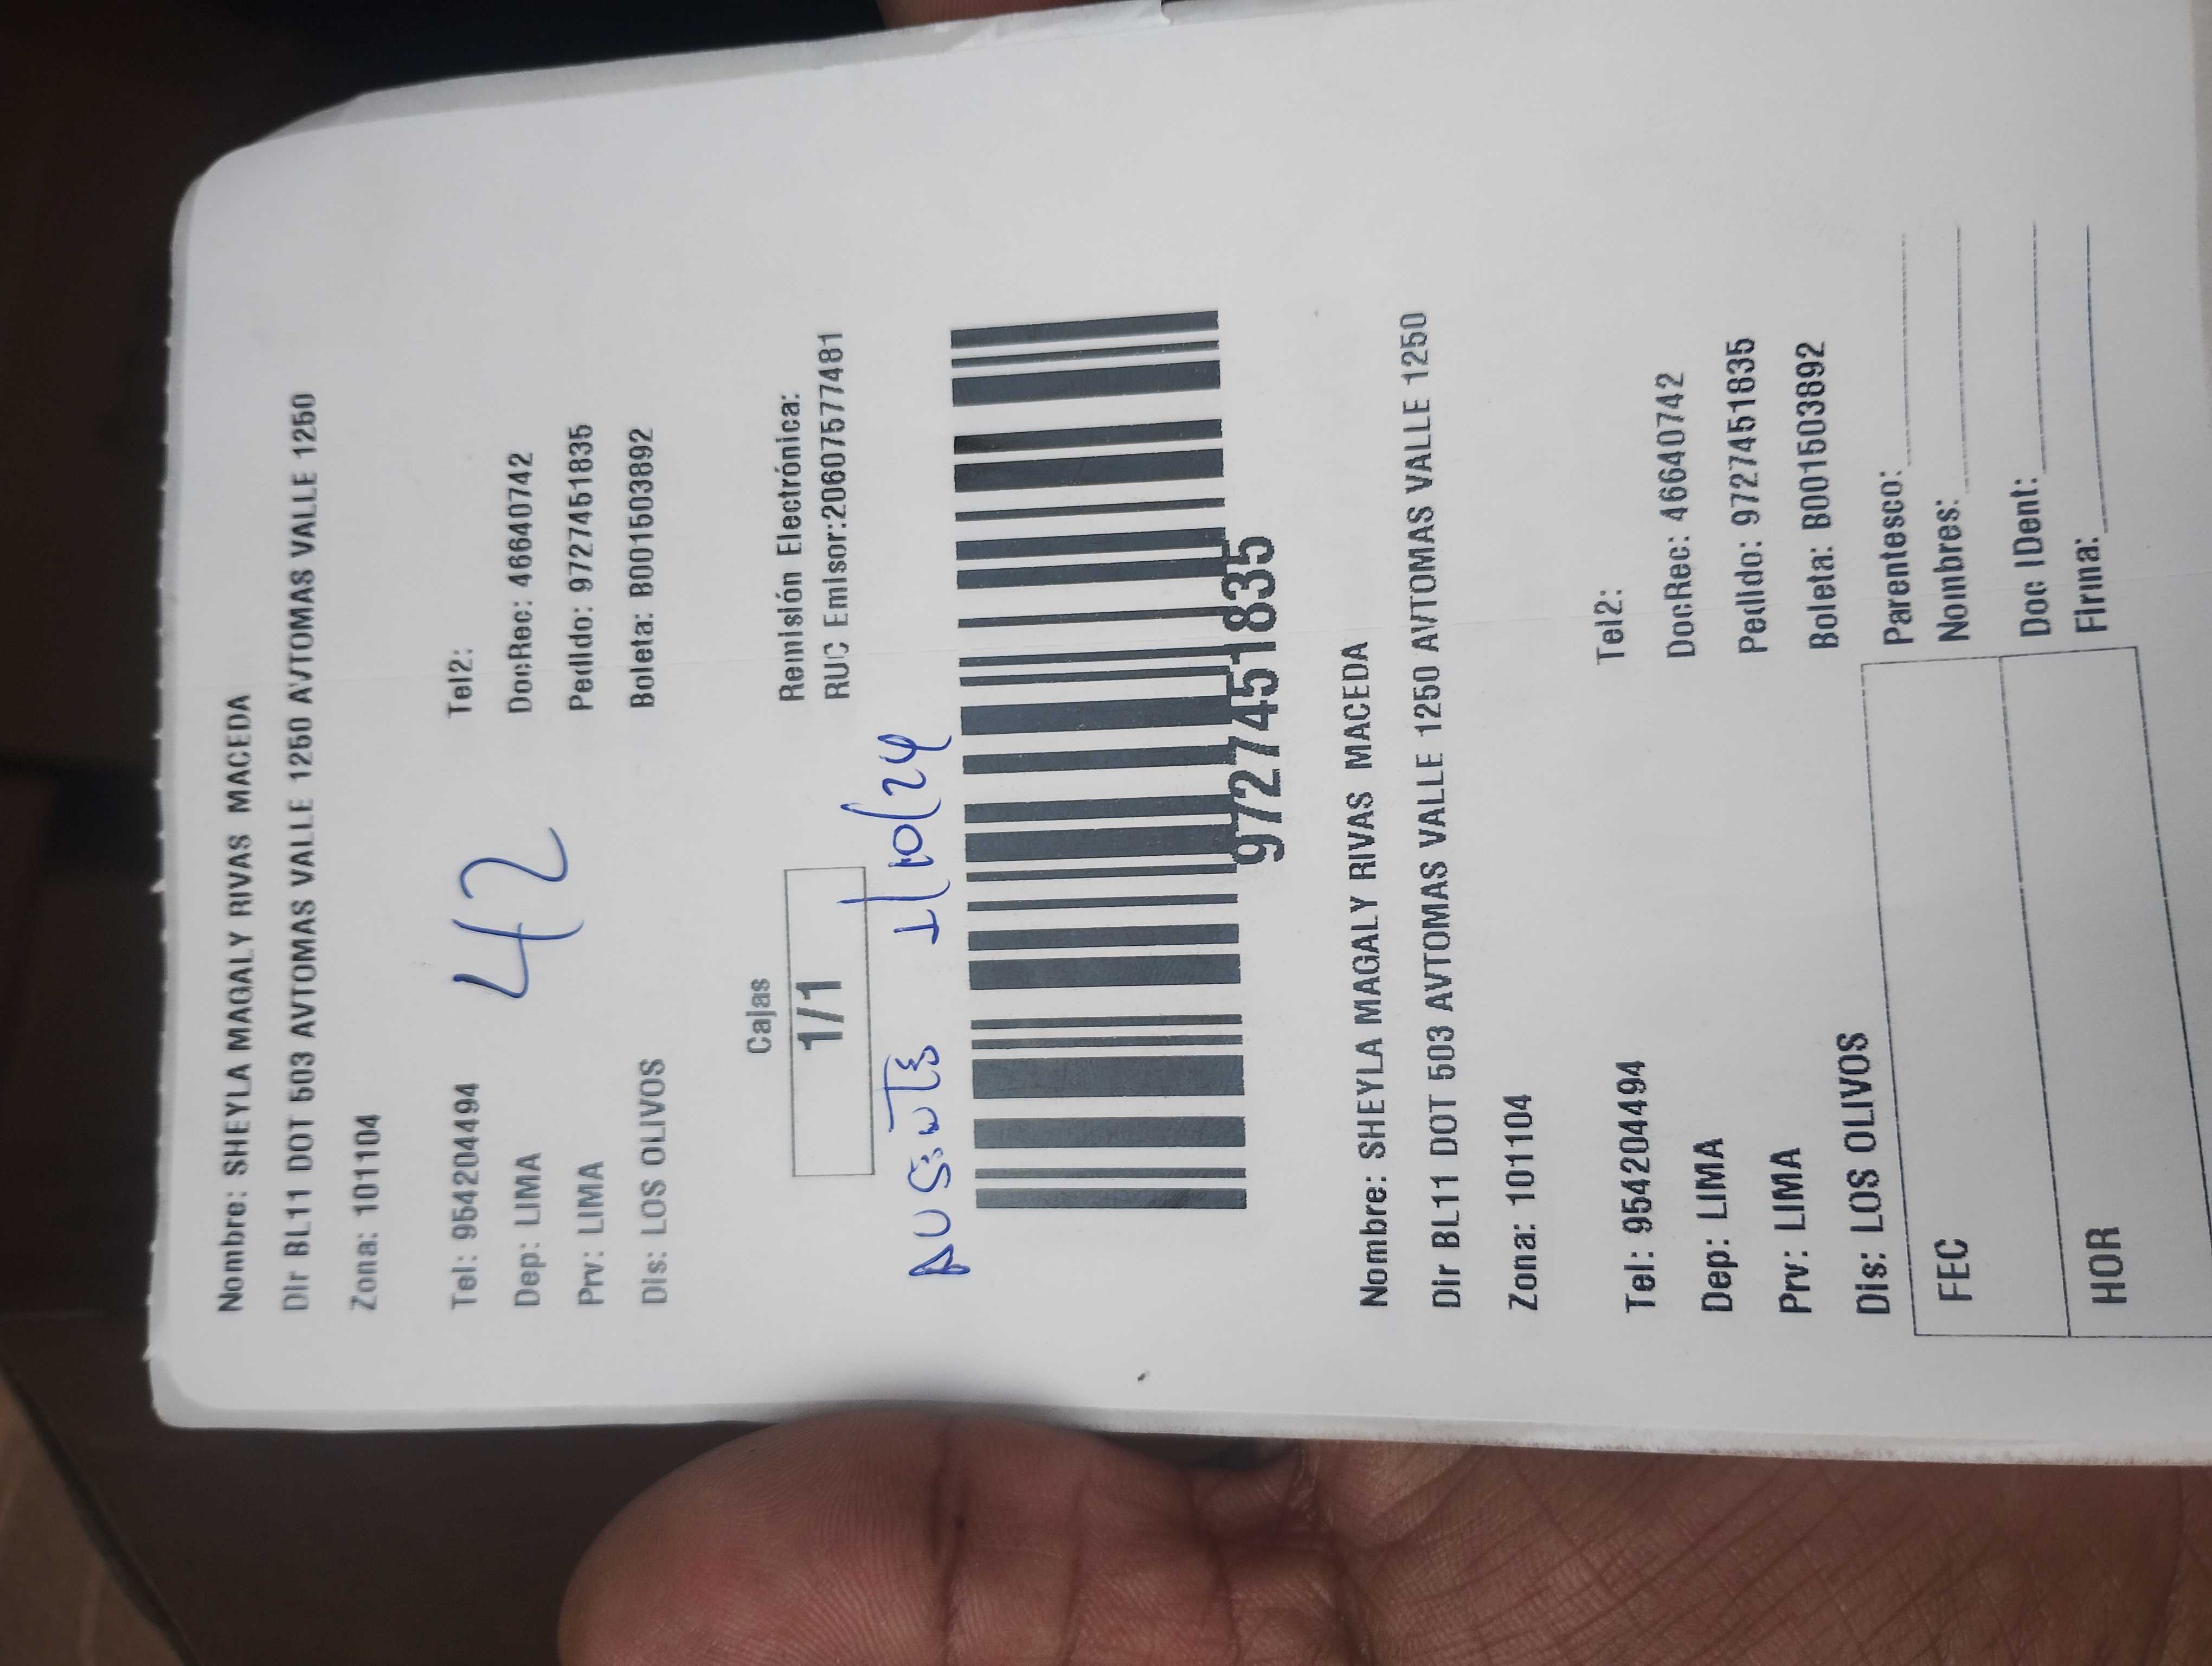 Nombre: SHEYLA MAGALY RIVAS MACEDA
Dir BL11 DOT 503 AVTOMAS VALLE 1250 AVTOMAS VALLE 1250
Zona: 101104
Tel: 954204494 Tel2:
Dep: LIMA DocRec: 46640742
Prv: LIMA Pedido: 9727451835
Dis: LOS OLIVOS Boleta: B001503892
42
Cajas
1/1
Remisión Electrónica:
RUC Emisor:20607577481
AUSENTE 1/10/24
9727451835
Nombre: SHEYLA MAGALY RIVAS MACEDA
Dir BL11 DOT 503 AVTOMAS VALLE 1250 AVTOMAS VALLE 1250
Zona: 101104
Tel: 954204494 Tel2:
Dep: LIMA DocRec: 46640742
Prv: LIMA Pedido: 9727451835
Dis: LOS OLIVOS Boleta: B001503892
FEC
HOR
Parentesco:
Nombres:
Doc IDent:
Firma: